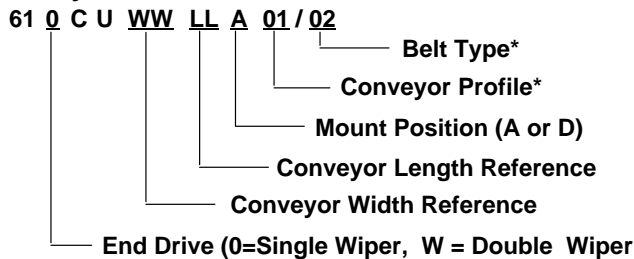 61 0 C U WW LL A 01 / 02
Belt Type*
Conveyor Profile*
Mount Position (A or D)
Conveyor Length Reference
Conveyor Width Reference
End Drive (0=Single Wiper, W = Double Wiper